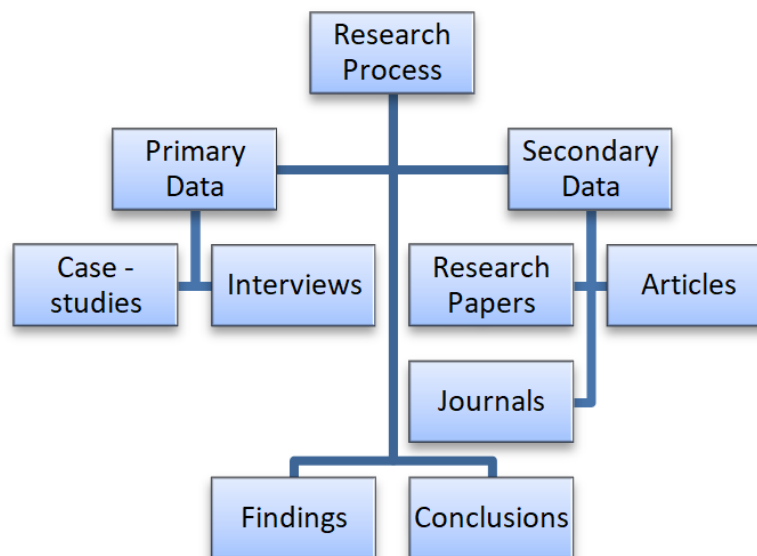 Research
Process
Primary
Data
Secondary
Data
Case -
studies
Interviews
Research
Papers
Articles
Journals
Findings
Conclusions